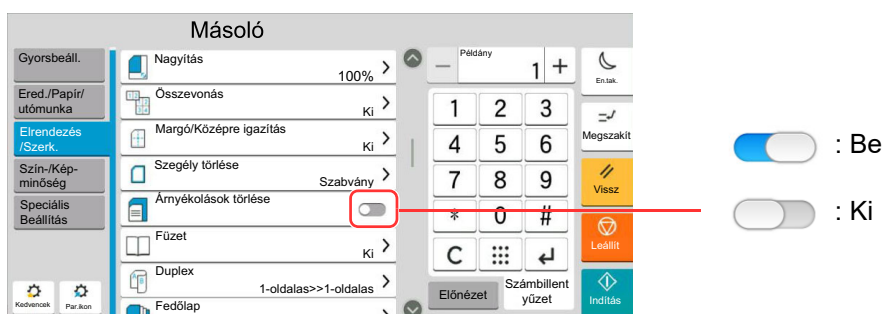 Másoló
Gyorsbeáll.
Ered./Papír/
utómunka
Elrendezés
/Szerk.
Szín-/Kép-
minőség
Speciális
Beállítás
Kedvencek
Par.ikon
Nagyítás
100%
Összevonás
Ki
Margó/Középre igazítás
Ki
Szegély törlése
Szabvány
Árnyékolások törlése
Füzet
Ki
Duplex
1-oldalas>>1-oldalas
Fedőlap
Példány
− 1 +
1 2 3
4 5 6
7 8 9
* 0 #
C
Előnézet
Számbillent
yűzet
En.tak.
Megszakít
Vissz
Leállít
Indítás
: Be
: Ki